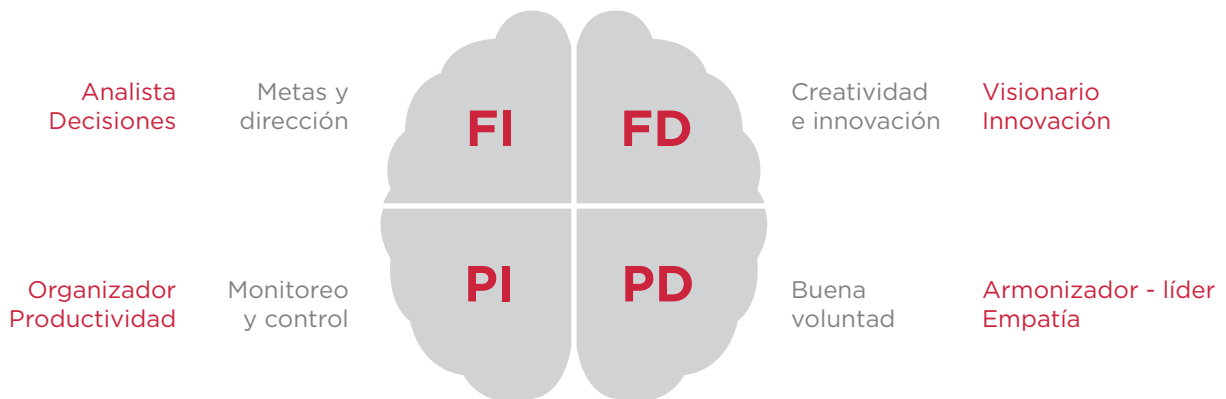 Analista
Decisiones
Metas y
dirección
FI
FD
Creatividad
e innovación
Visionario
Innovación
Organizador
Productividad
Monitoreo
y control
PI
PD
Buena
voluntad
Armonizador - líder
Empatía